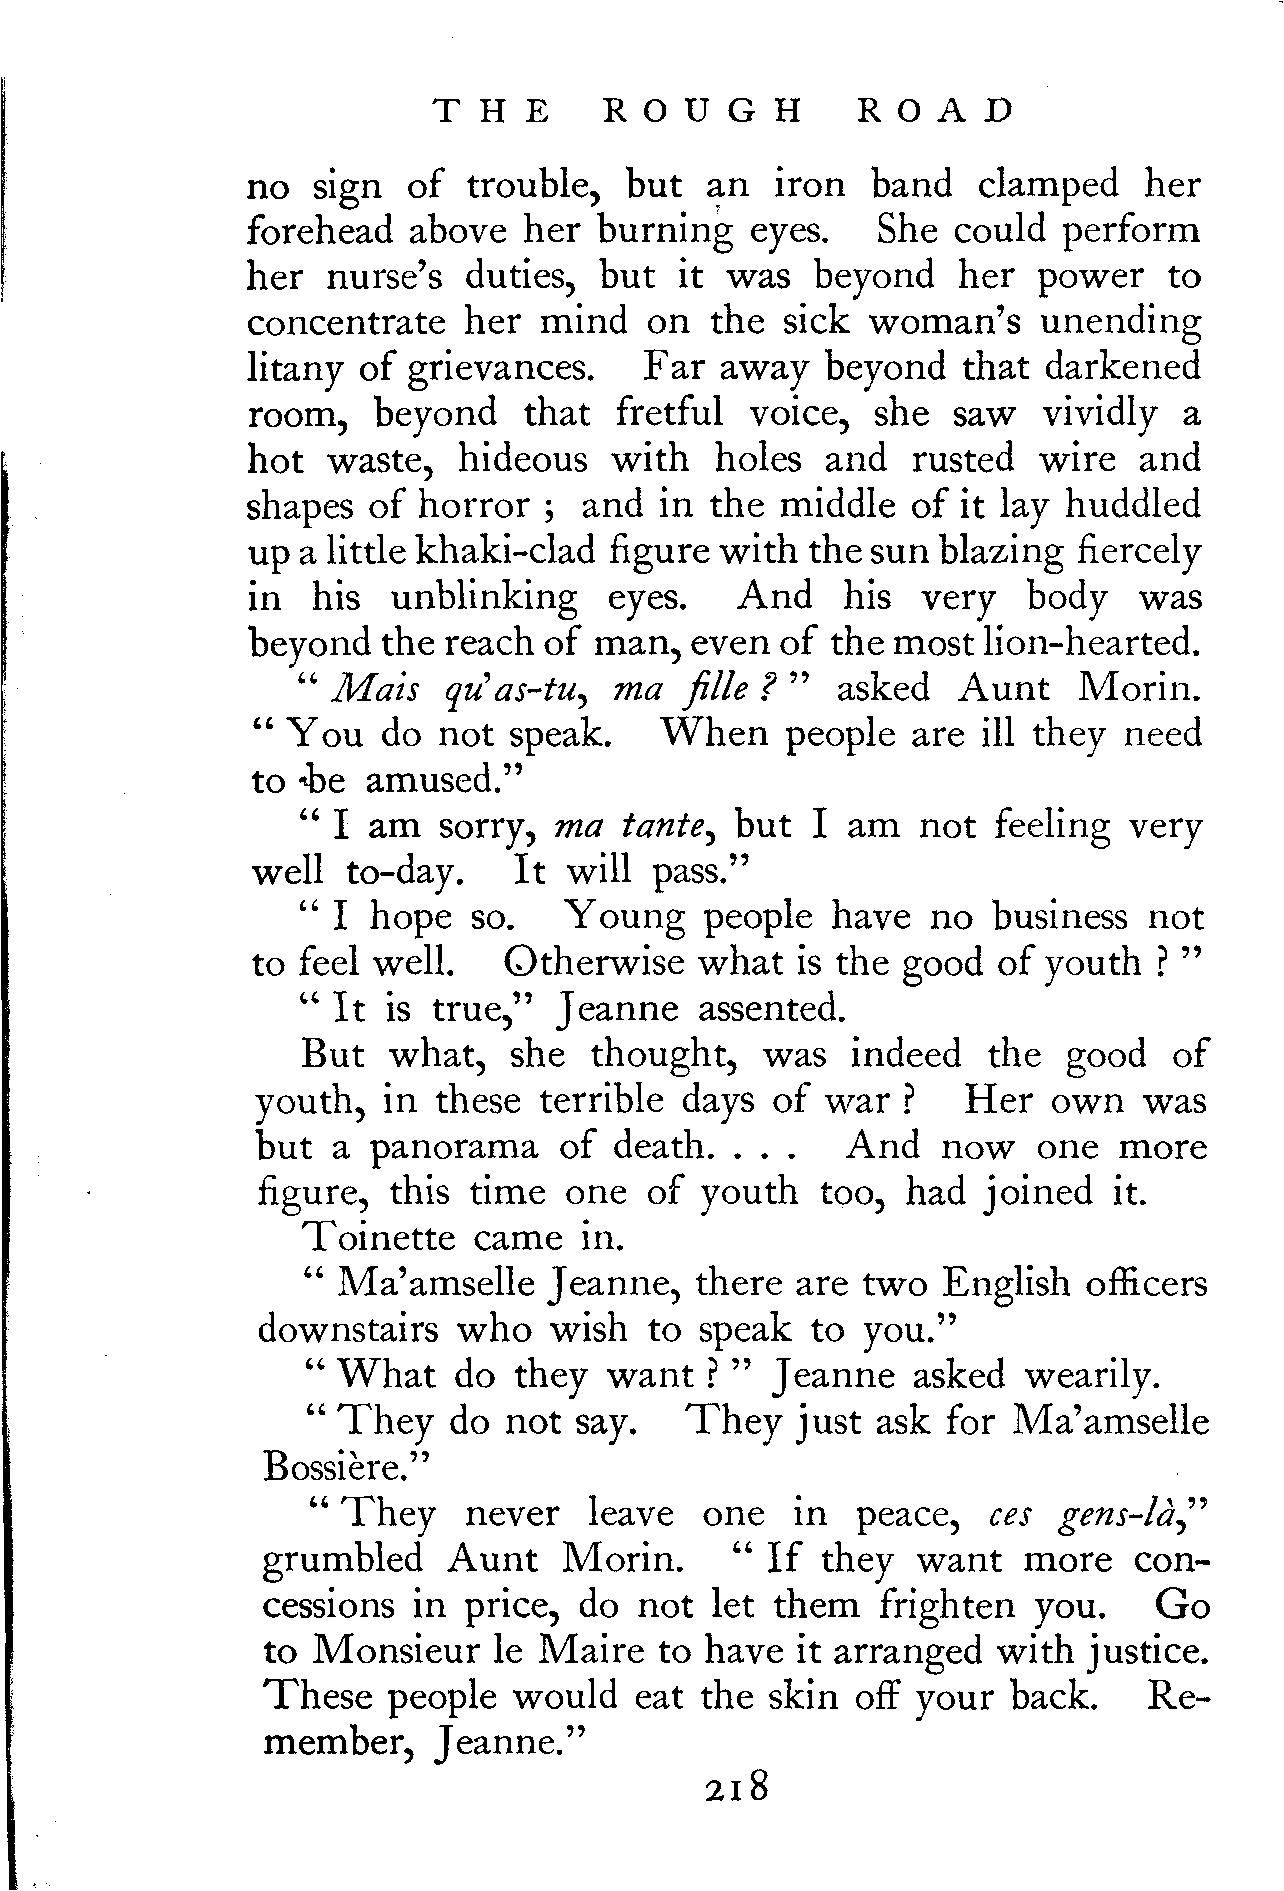 THE ROUGH ROAD
no sign of trouble, but an iron band clamped her
forehead above her burning eyes. She could perform
her nurse's duties, but it was beyond her power to
concentrate her mind on the sick woman's unending
litany of grievances. Far away beyond that darkened
room, beyond that fretful voice, she saw vividly a
hot waste, hideous with holes and rusted wire and
shapes of horror ; and in the middle of it lay huddled
up a little khaki-clad figure with the sun blazing fiercely
in his unblinking eyes. And his very body was
beyond the reach of man, even of the most lion-hearted.
“ Mais qu'as-tu, ma fille ? ” asked Aunt Morin.
“ You do not speak. When people are ill they need
to be amused.”
“ I am sorry, ma tante, but I am not feeling very
well to-day. It will pass.”
“ I hope so. Young people have no business not
to feel well. Otherwise what is the good of youth ? ”
“ It is true,” Jeanne assented.
But what, she thought, was indeed the good of
youth, in these terrible days of war ? Her own was
but a panorama of death. . . . And now one more
figure, this time one of youth too, had joined it.
Toinette came in.
“ Ma'amselle Jeanne, there are two English officers
downstairs who wish to speak to you.”
“ What do they want ? ” Jeanne asked wearily.
“ They do not say. They just ask for Ma'amselle
Bossière.”
“ They never leave one in peace, ces gens-là,”
grumbled Aunt Morin. “ If they want more con-
cessions in price, do not let them frighten you. Go
to Monsieur le Maire to have it arranged with justice.
These people would eat the skin off your back. Re-
member, Jeanne.”
218